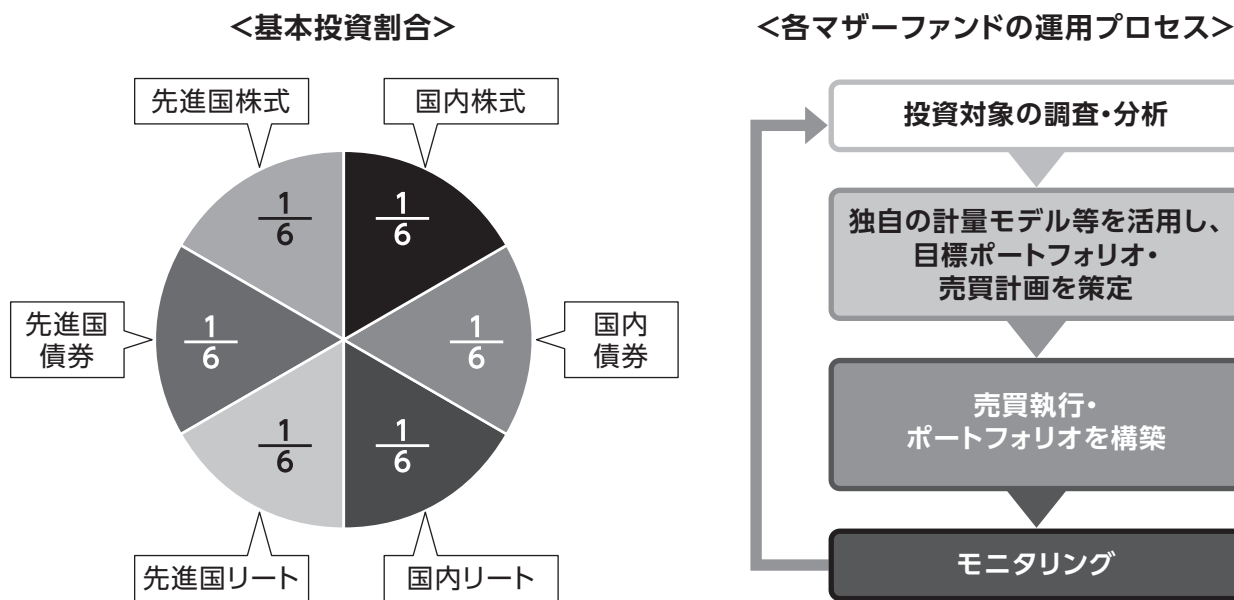 <基本投資割合>
先進国株式
国内株式
1
6
1
6
先進国
債券
1
6
1
6
国内
債券
1
6
1
6
先進国リート
国内リート
<各マザーファンドの運用プロセス>
投資対象の調査・分析
独自の計量モデル等を活用し、
目標ポートフォリオ・
売買計画を策定
売買執行・
ポートフォリオを構築
モニタリング